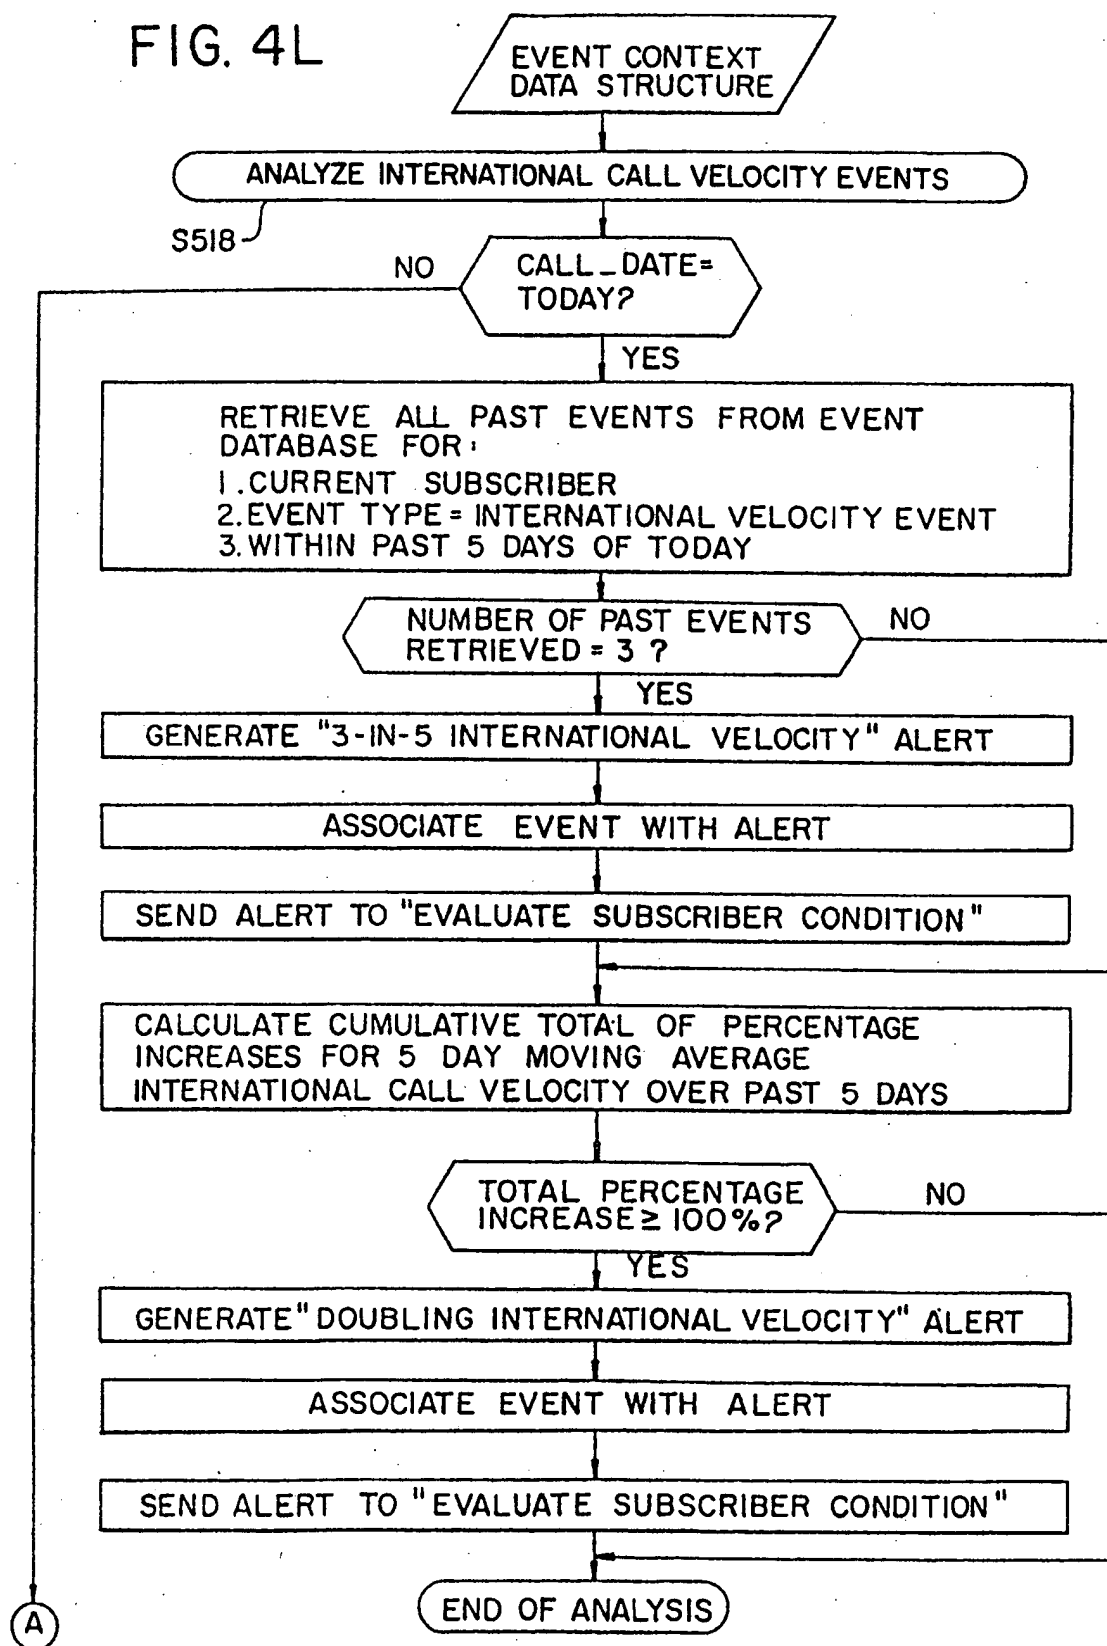 FIG. 4L
EVENT CONTEXT
DATA STRUCTURE
ANALYZE INTERNATIONAL CALL VELOCITY EVENTS
S518
NO
CALL_DATE=
TODAY?
YES
RETRIEVE ALL PAST EVENTS FROM EVENT
DATABASE FOR:
1. CURRENT SUBSCRIBER
2. EVENT TYPE = INTERNATIONAL VELOCITY EVENT
3. WITHIN PAST 5 DAYS OF TODAY
NUMBER OF PAST EVENTS
RETRIEVED = 3 ?
NO
YES
GENERATE "3-IN-5 INTERNATIONAL VELOCITY" ALERT
ASSOCIATE EVENT WITH ALERT
SEND ALERT TO "EVALUATE SUBSCRIBER CONDITION"
CALCULATE CUMULATIVE TOTAL OF PERCENTAGE
INCREASES FOR 5 DAY MOVING AVERAGE
INTERNATIONAL CALL VELOCITY OVER PAST 5 DAYS
TOTAL PERCENTAGE
INCREASE ≥ 100%?
NO
YES
GENERATE "DOUBLING INTERNATIONAL VELOCITY" ALERT
ASSOCIATE EVENT WITH ALERT
SEND ALERT TO "EVALUATE SUBSCRIBER CONDITION"
END OF ANALYSIS
A